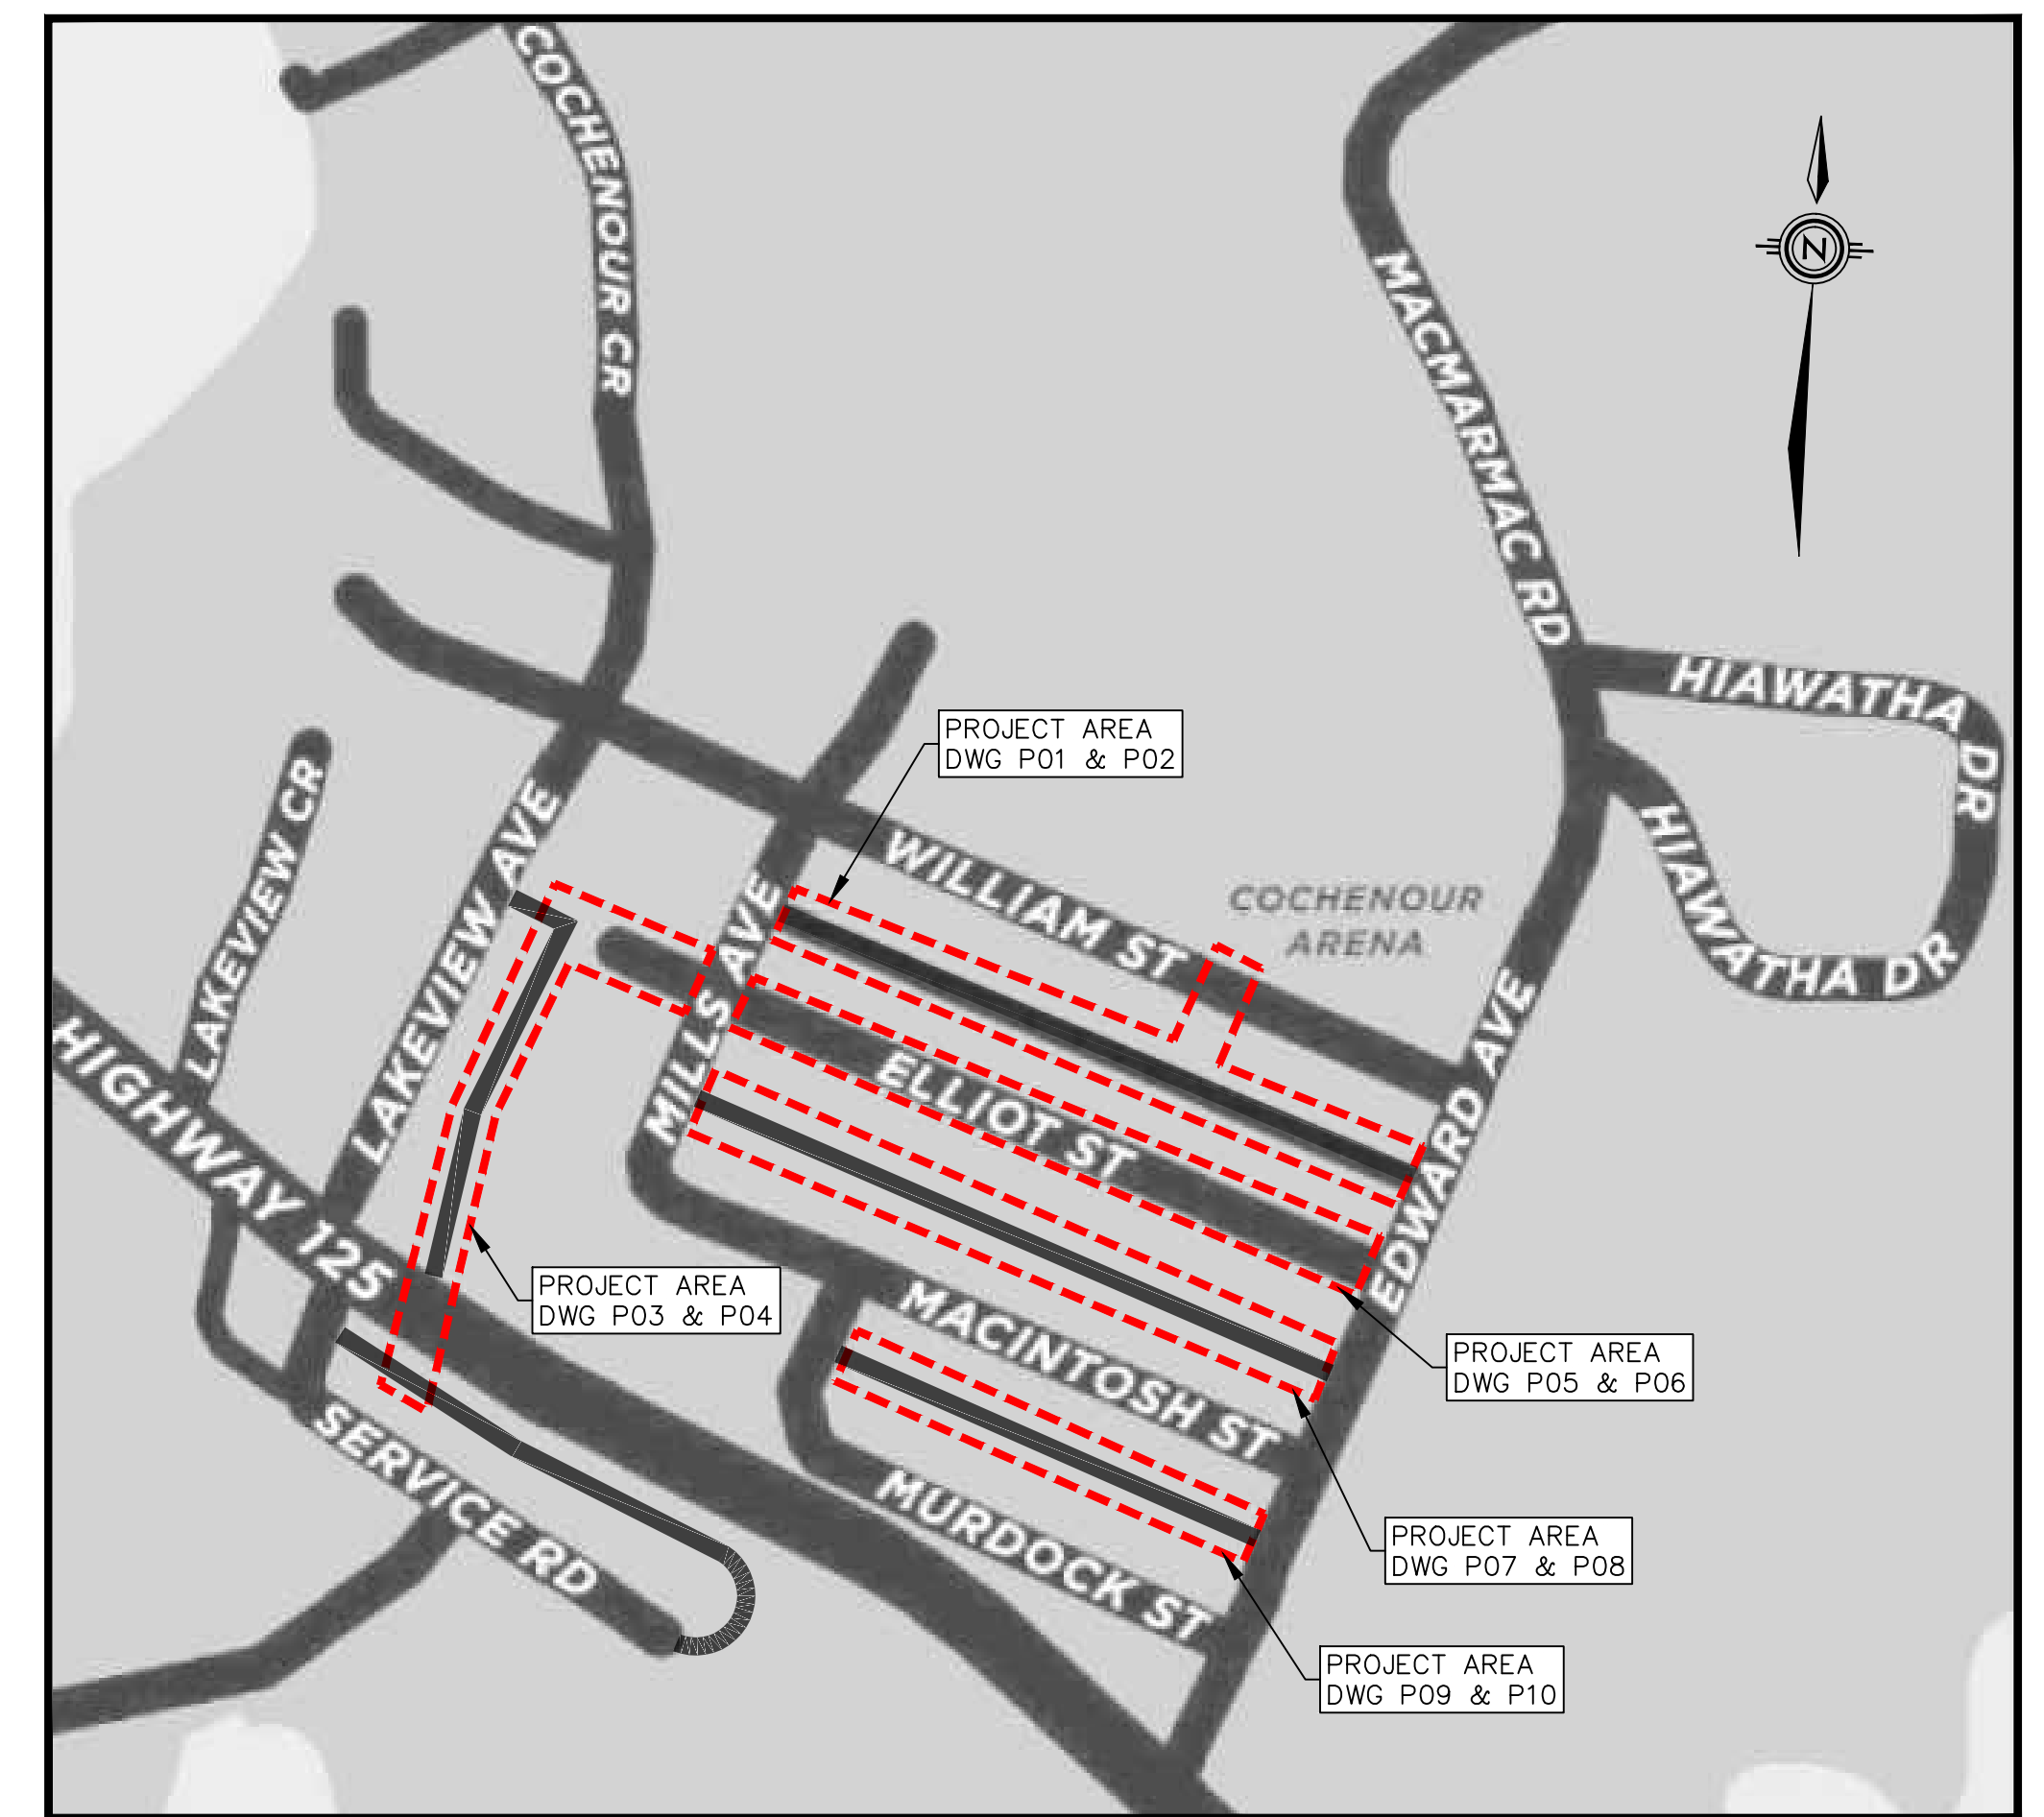 COCHENOUR CR
N
MACMARMAC RD
HIAWATHA DR
HIAWATHA DR
PROJECT AREA
DWG P01 & P02
LAKEVIEW CR
LAKEVIEW AVE
MILLS AVE
WILLIAM ST
COCHENOUR
ARENA
EDWARD AVE
HIGHWAY 125
ELLIOT ST
PROJECT AREA
DWG P03 & P04
MACINTOSH ST
PROJECT AREA
DWG P05 & P06
SERVICE RD
MURDOCK ST
PROJECT AREA
DWG P07 & P08
PROJECT AREA
DWG P09 & P10